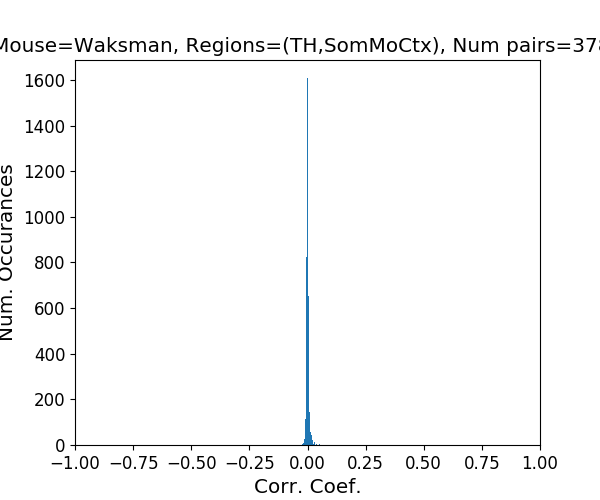 Mouse=Waksman, Regions=(TH,SomMoCtx), Num pairs=378
1600
1400
1200
1000
800
600
400
200
0
Num. Occurances
−1.00 −0.75 −0.50 −0.25 0.00 0.25 0.50 0.75 1.00
Corr. Coef.